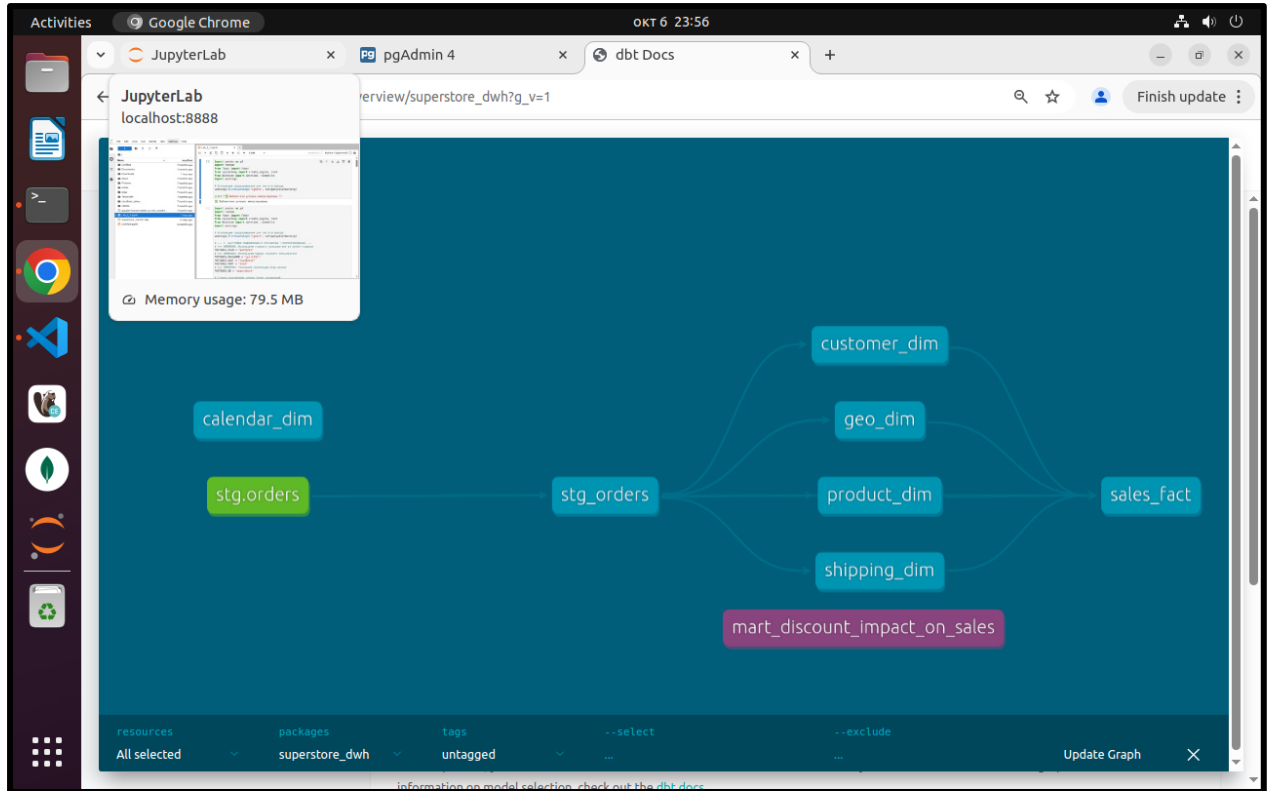 Activities
Google Chrome
окт 6 23:56
JupyterLab
pgAdmin 4
dbt Docs
JupyterLab
localhost:8888
erview/superstore_dwh?g_v=1
Finish update
Memory usage: 79.5 MB
customer_dim
calendar_dim
geo_dim
stg.orders
stg_orders
product_dim
sales_fact
shipping_dim
mart_discount_impact_on_sales
resources
packages
tags
--select
--exclude
All selected
superstore_dwh
untagged
...
...
Update Graph
information on model selection, check out the dbt docs.